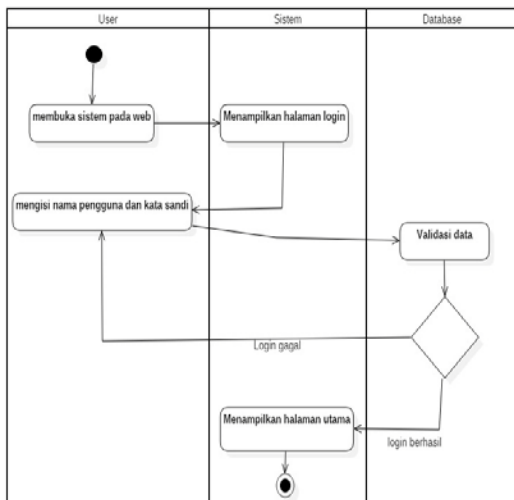 User
Sistem
Database
membuka sistem pada web
Menampilkan halaman login
mengisi nama pengguna dan kata sandi
Validasi data
Login gagal
Menampilkan halaman utama
login berhasil